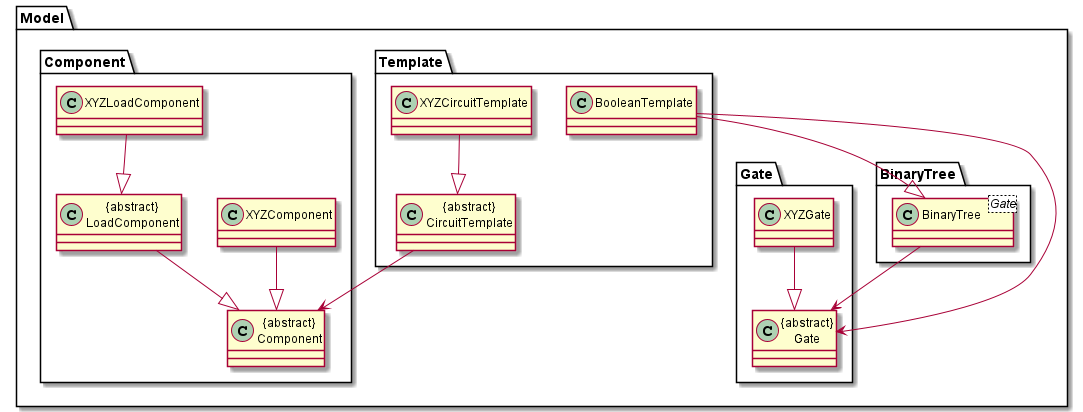 Model
Component
C XYZLoadComponent
C {abstract}
LoadComponent
C XYZComponent
C {abstract}
Component
Template
C XYZCircuitTemplate
C BooleanTemplate
C {abstract}
CircuitTemplate
Gate
C XYZGate
C {abstract}
Gate
BinaryTree
C BinaryTree
Gate